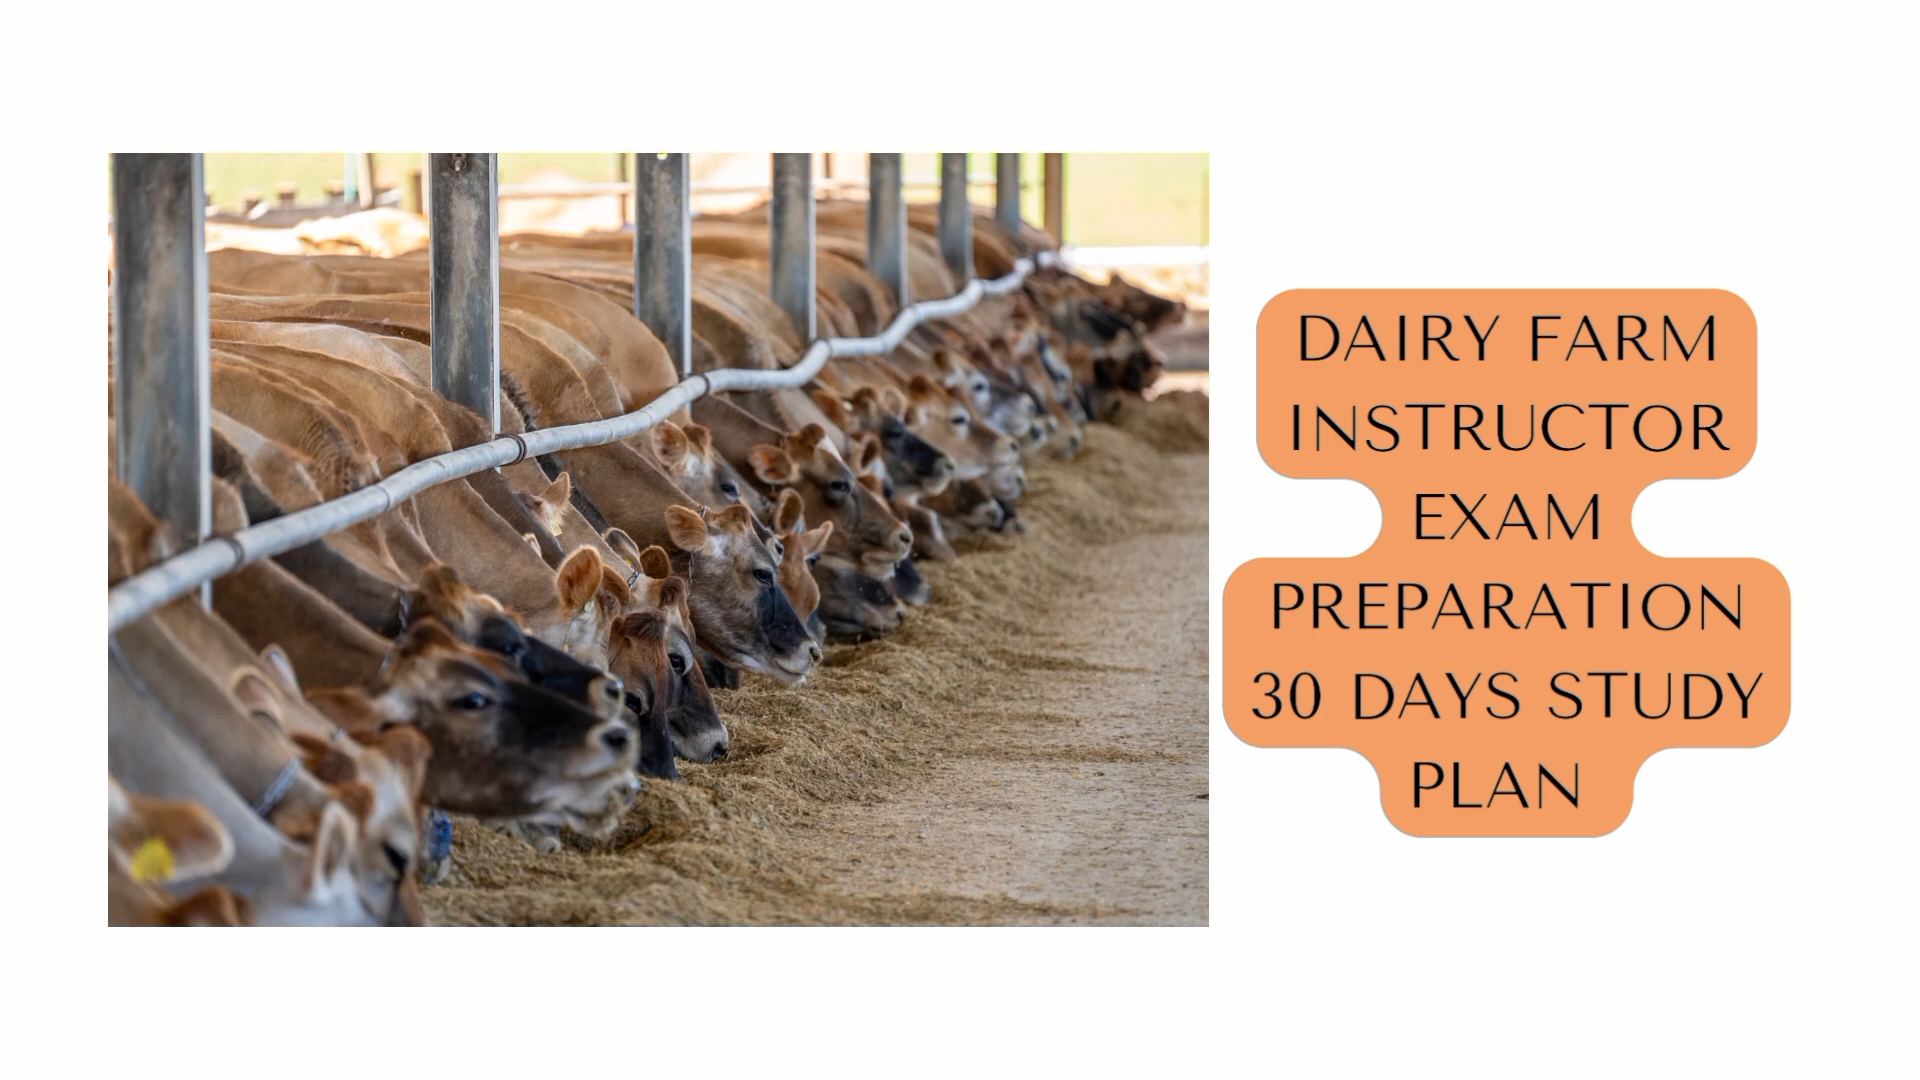 DAIRY FARM
INSTRUCTOR
EXAM
PREPARATION
30 DAYS STUDY
PLAN